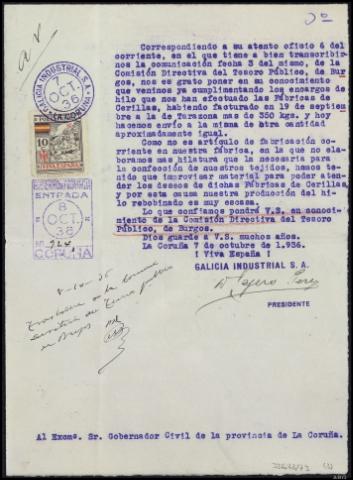 Correspondiendo a su atento oficio 6 del
corriente, en el que tiene a bien transcribir-
nos la comunicación fecha 3 del mismo, de la
Comisión Directiva del Tesoro Público, de Bur
gos, nos es grato poner en su conocimiento
que venimos ya cumplimentando los encargos de
hilo que nos han efectuado las Fábricas de
Cerillas, habiendo facturado en 19 de septiem
bre a la de Tarazona mas de 350 kgs. y hoy
hacemos envío a la misma de otra cantidad
aproximadamente igual.
Como no es artículo de fabricación co-
rriente en nuestra fábrica, en la que no ela-
boramos mas hilatura que la necesaria para
la confección de nuestros tejidos, hemos teni-
do que improvisar material para poder aten-
der los deseos de dichas Fábricas de Cerillas,
y por esta causa nuestra producción del hi-
lo rebobinado es muy escasa.
Lo que confiamos pondrá V.S. en conoci-
miento de la Comisión Directiva del Tesoro
Público, de Burgos.
Dios guarde a V.S. muchos años.
La Coruña 7 de octubre de 1.936.
¡ Viva España !
GALICIA INDUSTRIAL S.A.
PRESIDENTE
GALICIA INDUSTRIAL S.A.
7 OCT. 36
LA CORUÑA
10
ENTRADA
8
OCT.
36
CORUÑA
8-10-36
Al Excmo. Sr. Gobernador Civil de la provincia de La Coruña.